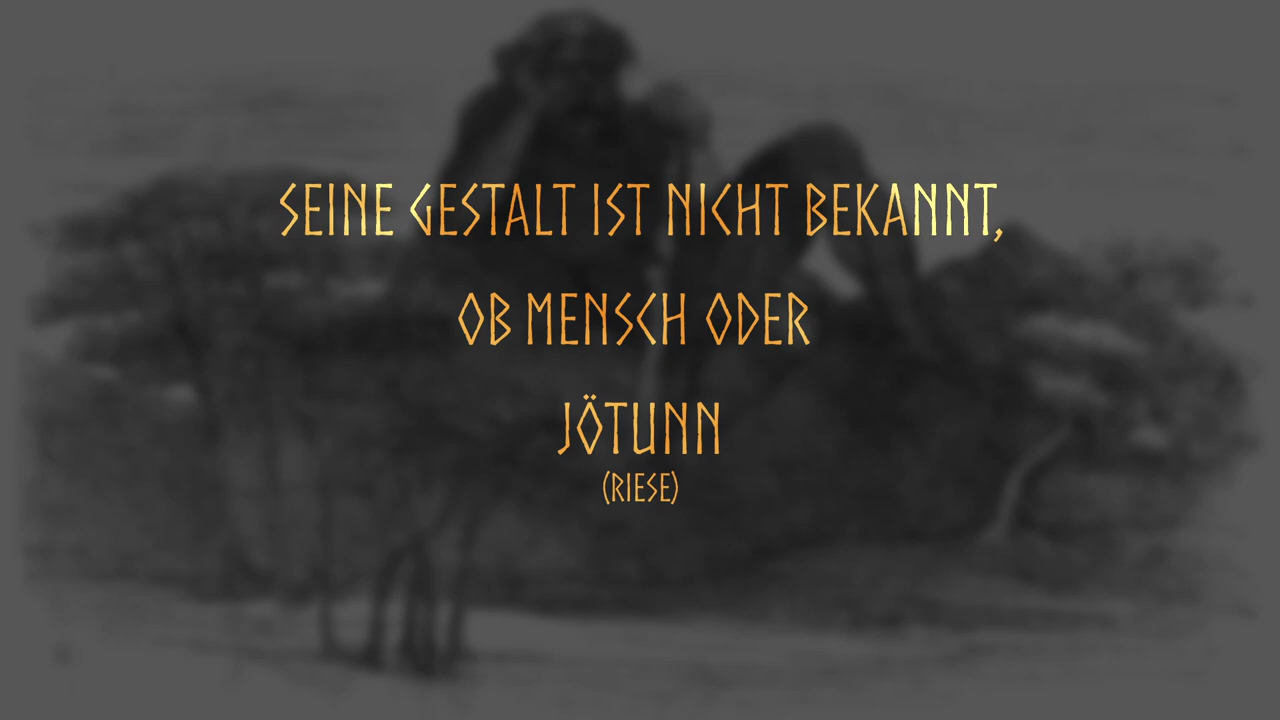 SEINE GESTALT IST NICHT BEKANNT,
OB MENSCH ODER
JÖTUNN
(RIESE)